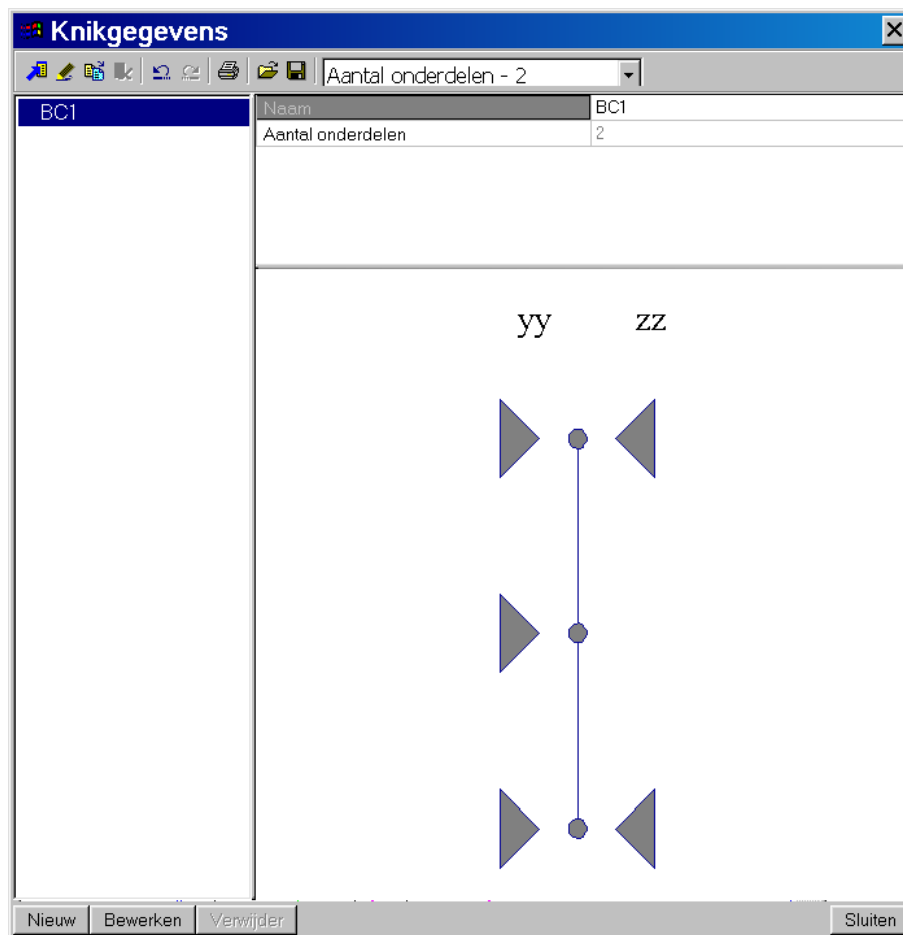 Knikgegevens
Aantal onderdelen - 2
BC1
Naam BC1
Aantal onderdelen 2
yy zz
Nieuw Bewerken Verwijder Sluiten